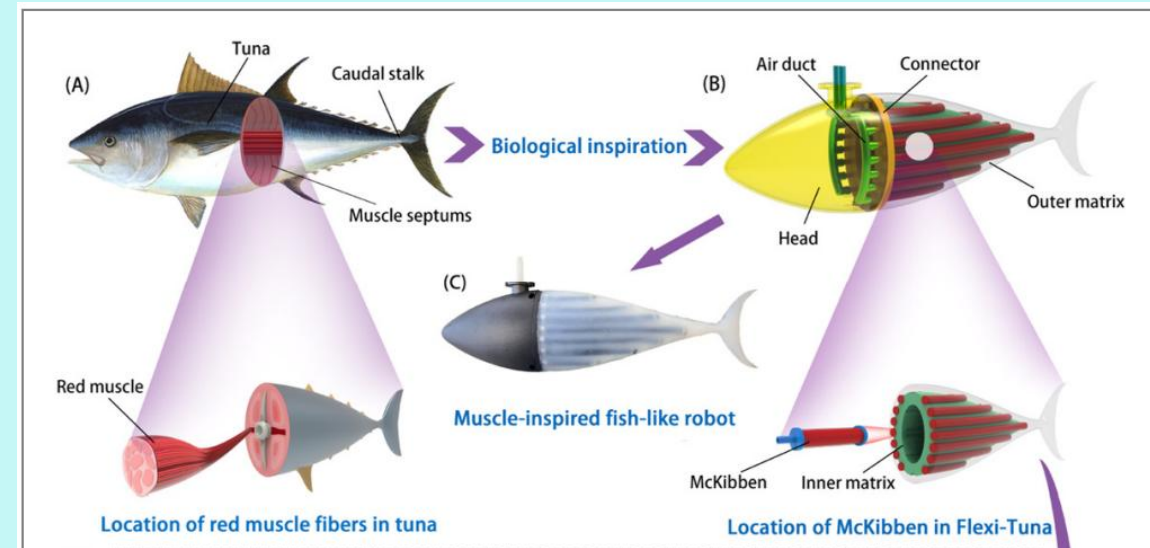 (A)
Tuna
Caudal stalk
Muscle septums
Biological inspiration
(B)
Air duct
Connector
Outer matrix
Head
(C)
Muscle-inspired fish-like robot
Red muscle
Location of red muscle fibers in tuna
McKibben
Inner matrix
Location of McKibben in Flexi-Tuna